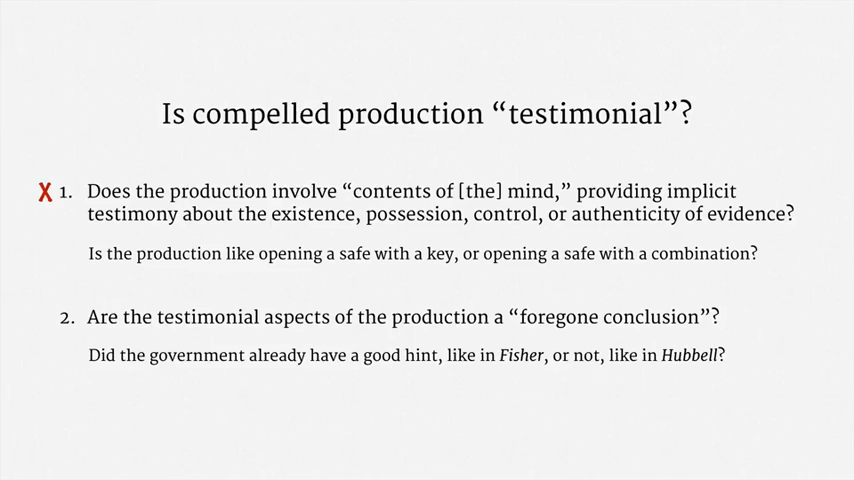 Is compelled production “testimonial”?
X 1. Does the production involve “contents of [the] mind,” providing implicit
testimony about the existence, possession, control, or authenticity of evidence?
Is the production like opening a safe with a key, or opening a safe with a combination?
2. Are the testimonial aspects of the production a “foregone conclusion”?
Did the government already have a good hint, like in Fisher, or not, like in Hubbell?